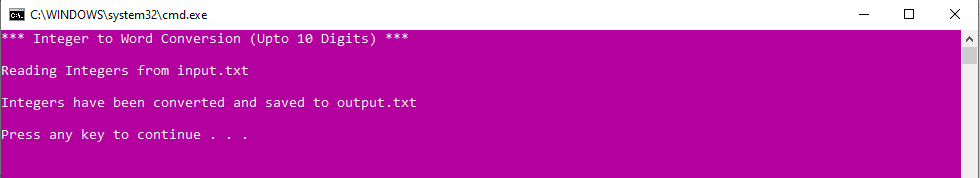 C:\WINDOWS\system32\cmd.exe
*** Integer to Word Conversion (Upto 10 Digits) ***
Reading Integers from input.txt
Integers have been converted and saved to output.txt
Press any key to continue . . .